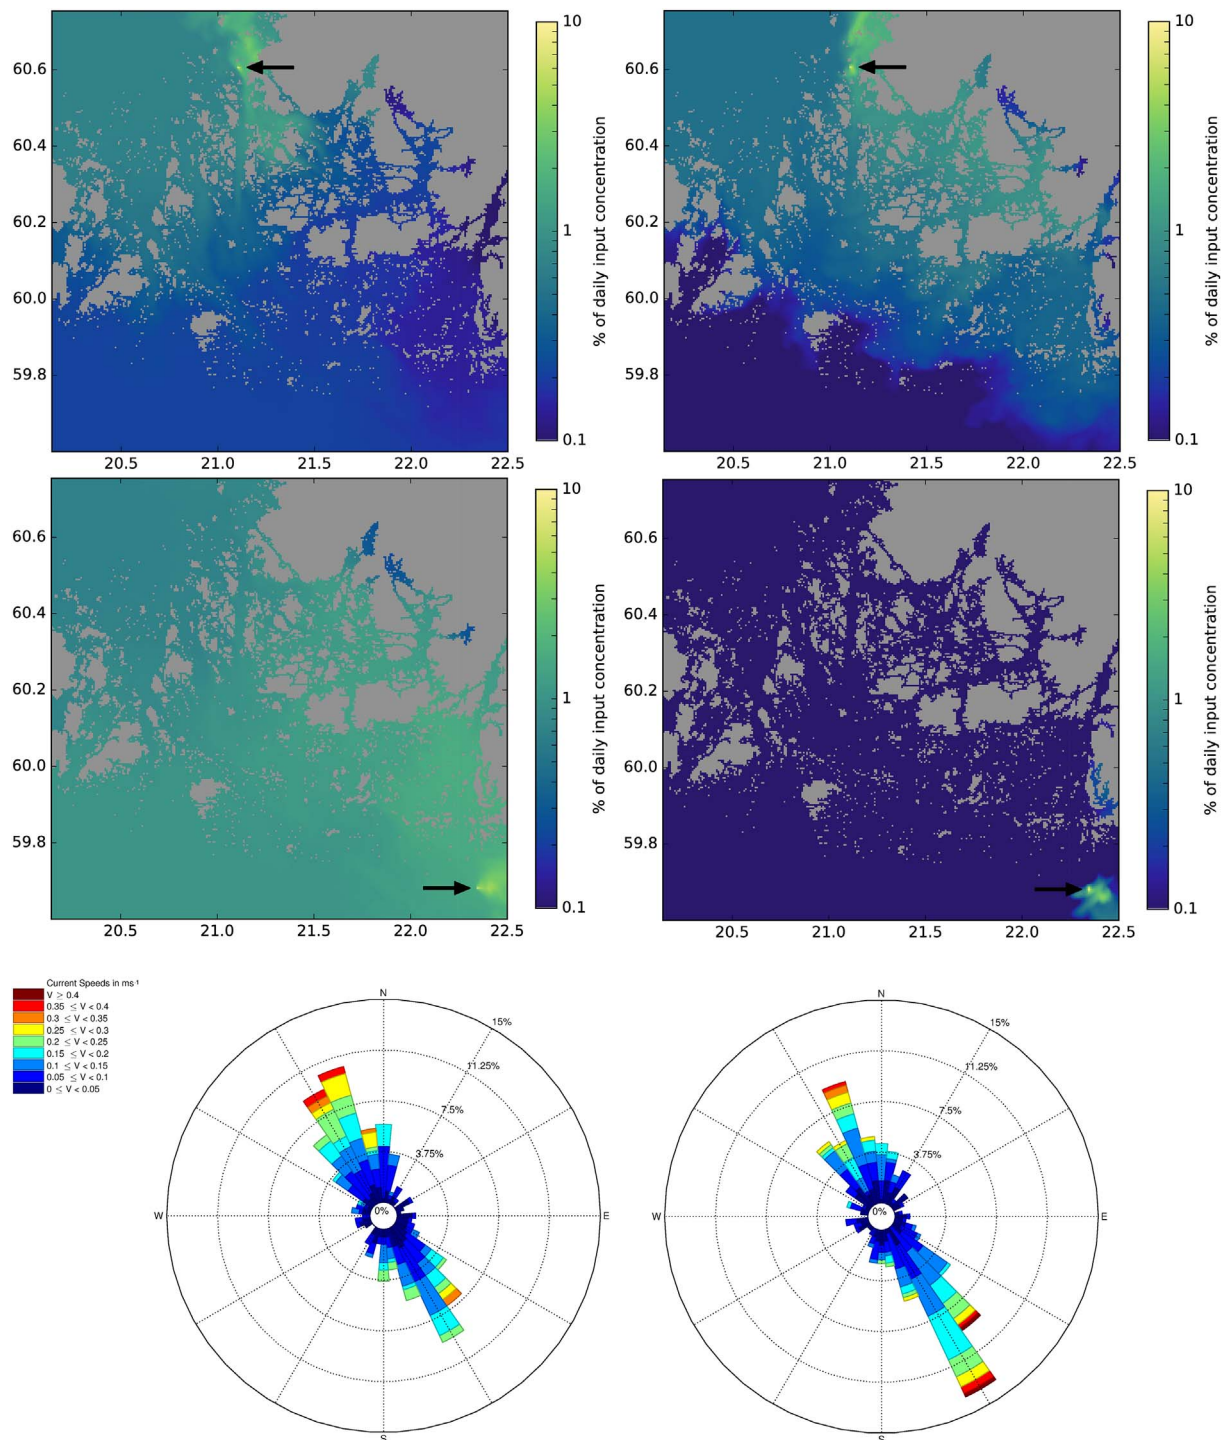 10
60.6
60.4
60.2
60.0
59.8
1
0.1
% of daily input concentration
20.5 21.0 21.5 22.0 22.5
10
60.6
60.4
60.2
60.0
59.8
1
0.1
% of daily input concentration
20.5 21.0 21.5 22.0 22.5
10
60.6
60.4
60.2
60.0
59.8
1
0.1
% of daily input concentration
20.5 21.0 21.5 22.0 22.5
10
60.6
60.4
60.2
60.0
59.8
1
0.1
% of daily input concentration
20.5 21.0 21.5 22.0 22.5
Current Speeds in ms-1
V ≥ 0.4
0.35 ≤ V < 0.4
0.3 ≤ V < 0.35
0.25 ≤ V < 0.3
0.2 ≤ V < 0.25
0.15 ≤ V < 0.2
0.1 ≤ V < 0.15
0.05 ≤ V < 0.1
0 ≤ V < 0.05
N
15%
11.25%
7.5%
3.75%
0%
W
E
S
N
15%
11.25%
7.5%
3.75%
0%
W
E
S